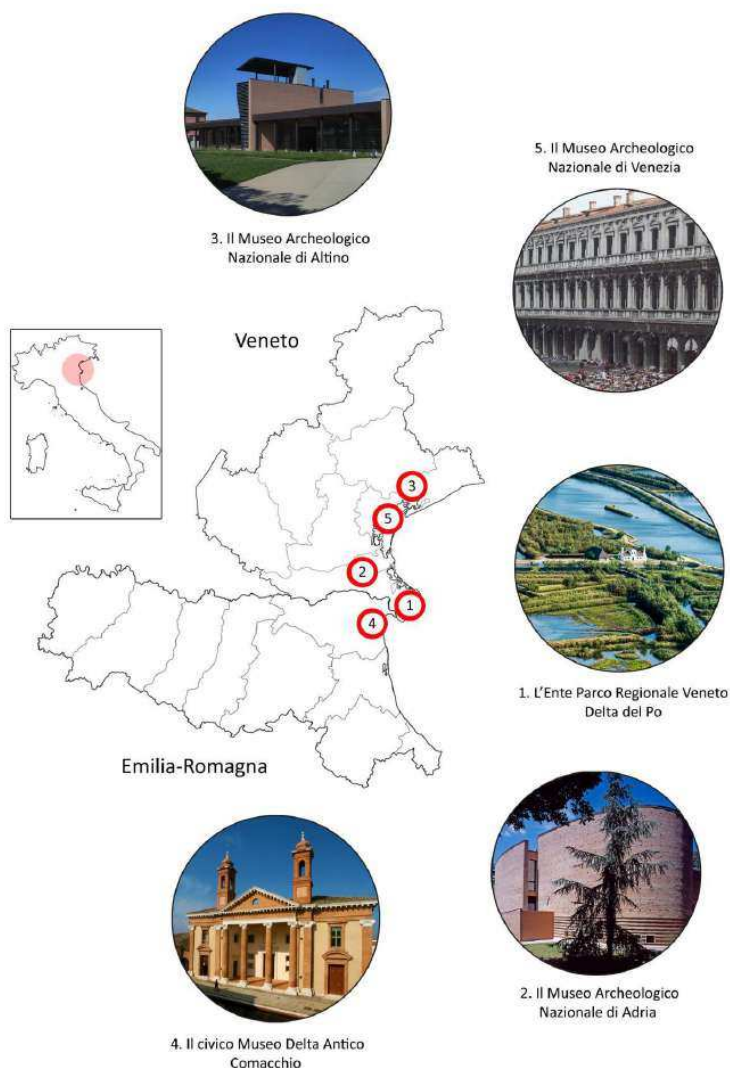 3. Il Museo Archeologico
Nazionale di Altino
5. Il Museo Archeologico
Nazionale di Venezia
Veneto
3
5
2
1
4
Emilia-Romagna
1. L'Ente Parco Regionale Veneto
Delta del Po
4. Il civico Museo Delta Antico
Comacchio
2. Il Museo Archeologico
Nazionale di Adria